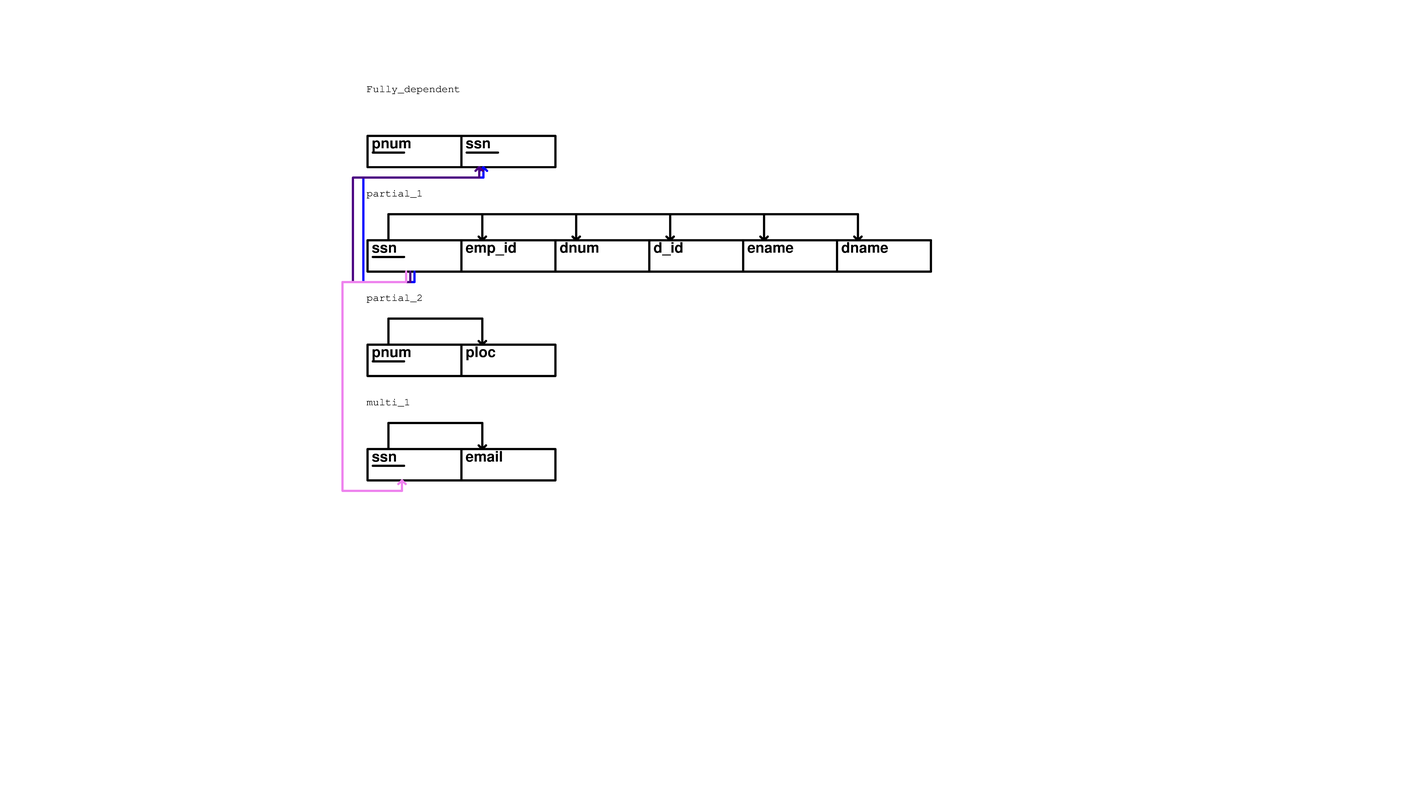 Fully_dependent
pnum ssn
partial_1
ssn emp_id dnum d_id ename dname
partial_2
pnum ploc
multi_1
ssn email